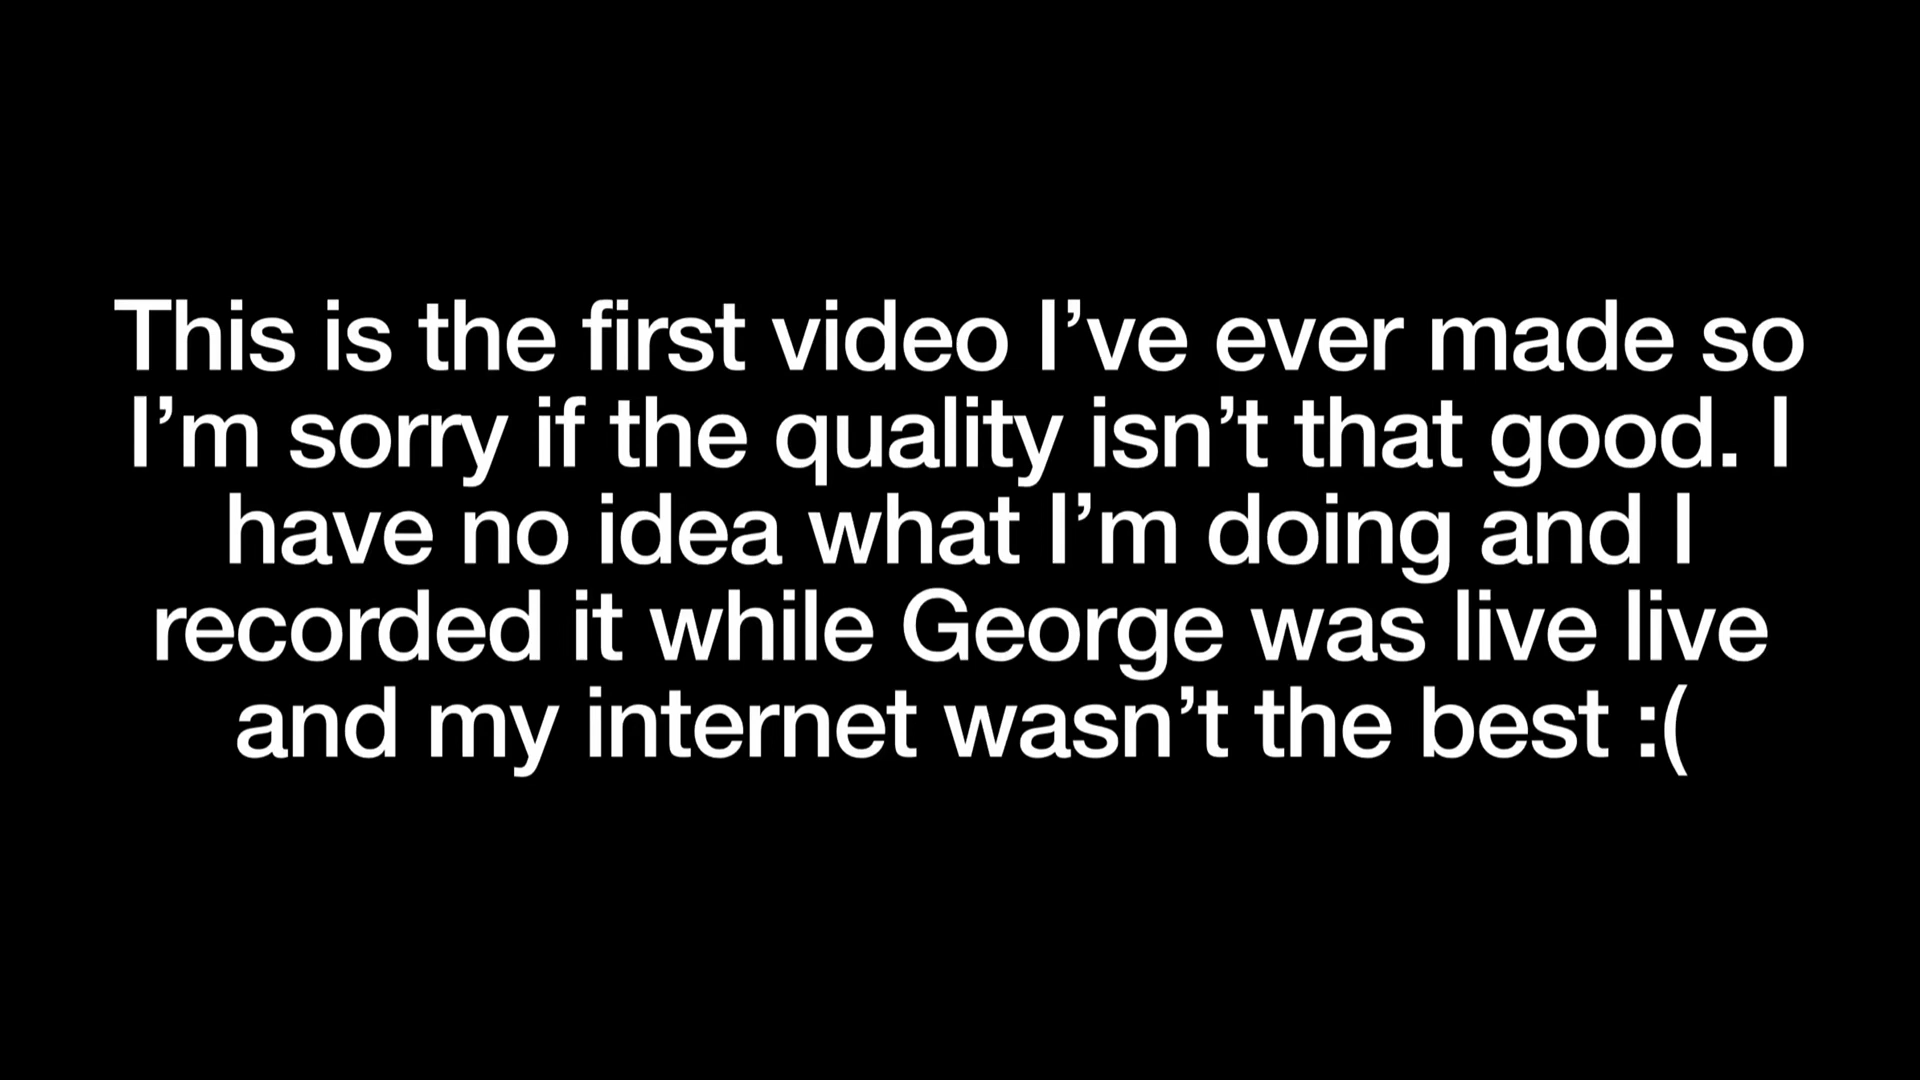 This is the first video I’ve ever made so
I’m sorry if the quality isn’t that good. I
have no idea what I’m doing and I
recorded it while George was live live
and my internet wasn’t the best :(